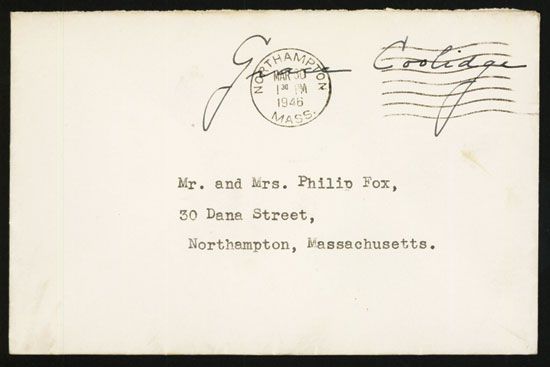 Grace Coolidge
NORTHAMPTON
MAR 30
1 30 PM
1946
MASS.
Mr. and Mrs. Philip Fox,
30 Dana Street,
Northampton, Massachusetts.